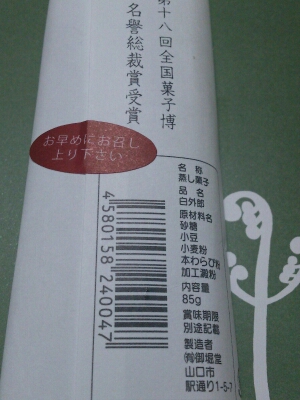 第十八回全国菓子博
名誉総裁賞受賞
お早めにお召し
上り下さい
名 称
蒸し菓子
品 名
白外郎
原材料名
砂糖
小豆
小麦粉
本わらび粉
加工澱粉
内容量
85g
賞味期限
別途記載
製造者
㈲御堀堂
山口市
駅通り1-5-7
4580158240047